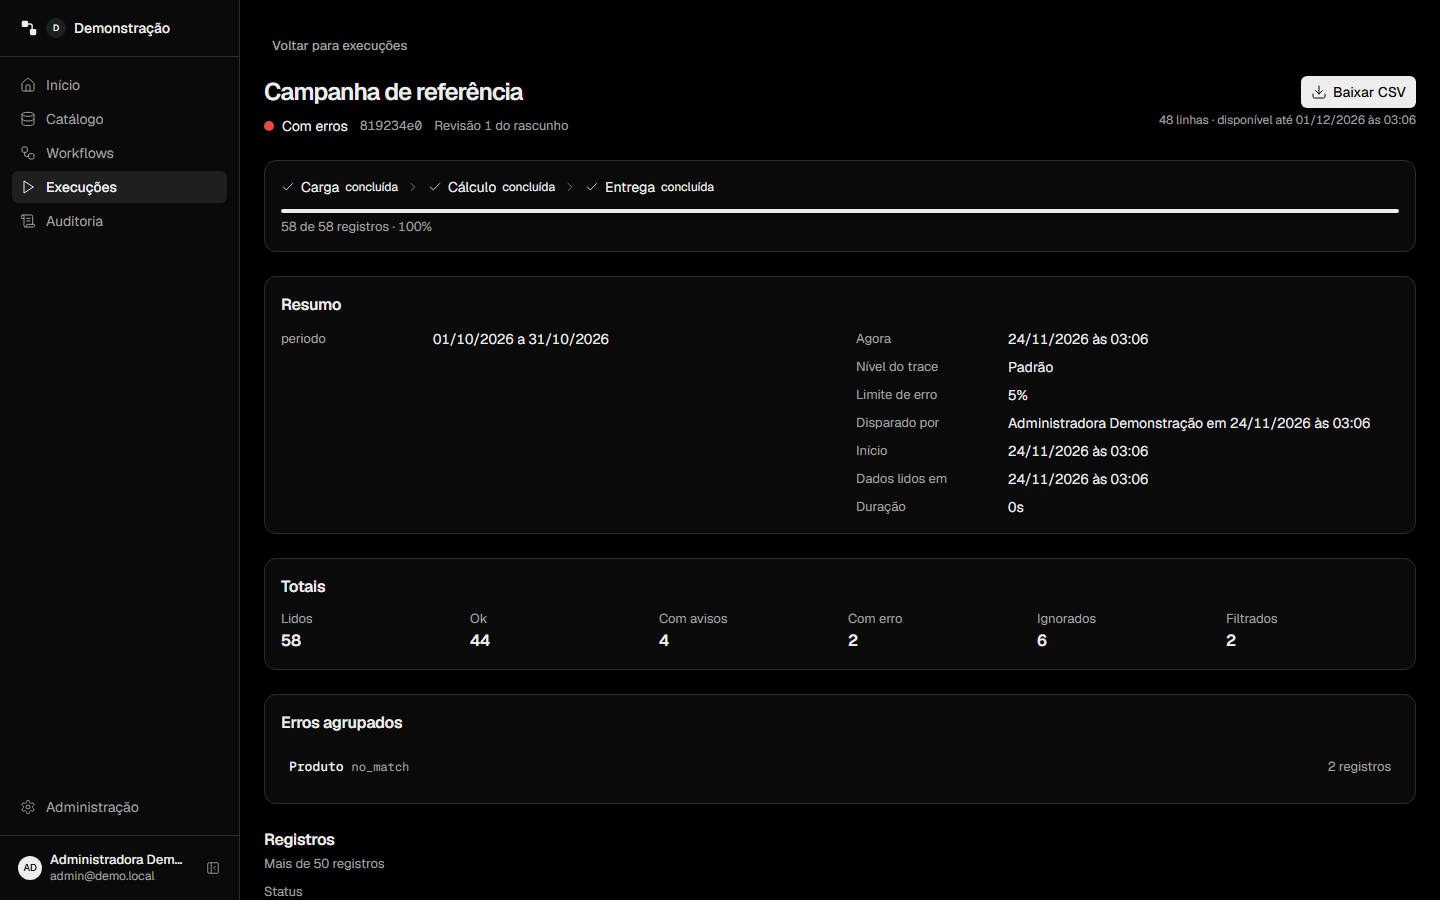 D Demonstração
Início
Catálogo
Workflows
Execuções
Auditoria
Administração
AD Administradora Dem...
admin@demo.local
Voltar para execuções
Campanha de referência
Com erros 819234e0 Revisão 1 do rascunho
Baixar CSV
48 linhas · disponível até 01/12/2026 às 03:06
Carga concluída Cálculo concluída Entrega concluída
58 de 58 registros · 100%
Resumo
periodo 01/10/2026 a 31/10/2026
Agora 24/11/2026 às 03:06
Nível do trace Padrão
Limite de erro 5%
Disparado por Administradora Demonstração em 24/11/2026 às 03:06
Início 24/11/2026 às 03:06
Dados lidos em 24/11/2026 às 03:06
Duração 0s
Totais
Lidos Ok Com avisos Com erro Ignorados Filtrados
58 44 4 2 6 2
Erros agrupados
Produto no_match 2 registros
Registros
Mais de 50 registros
Status